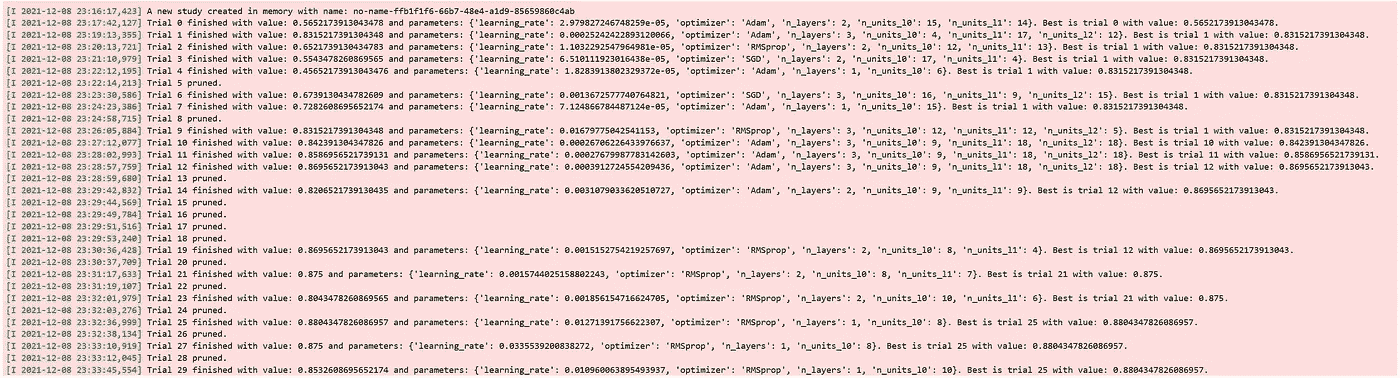 [I 2021-12-08 23:16:17,423] A new study created in memory with name: no-name-ffb1f1f6-66b7-48e4-a1d9-85659860c4ab
[I 2021-12-08 23:17:42,127] Trial 0 finished with value: 0.5652173913043478 and parameters: {'learning_rate': 2.979827246748259e-05, 'optimizer': 'Adam', 'n_layers': 2, 'n_units_l0': 15, 'n_units_l1': 14}. Best is trial 0 with value: 0.5652173913043478.
[I 2021-12-08 23:19:13,355] Trial 1 finished with value: 0.8315217391304348 and parameters: {'learning_rate': 0.00025242422893120066, 'optimizer': 'Adam', 'n_layers': 3, 'n_units_l0': 4, 'n_units_l1': 17, 'n_units_l2': 12}. Best is trial 1 with value: 0.8315217391304348.
[I 2021-12-08 23:20:13,721] Trial 2 finished with value: 0.6521739130434783 and parameters: {'learning_rate': 1.1032292547964981e-05, 'optimizer': 'RMSprop', 'n_layers': 2, 'n_units_l0': 12, 'n_units_l1': 13}. Best is trial 1 with value: 0.8315217391304348.
[I 2021-12-08 23:21:10,979] Trial 3 finished with value: 0.5543478260869565 and parameters: {'learning_rate': 6.510111923016438e-05, 'optimizer': 'SGD', 'n_layers': 2, 'n_units_l0': 17, 'n_units_l1': 4}. Best is trial 1 with value: 0.8315217391304348.
[I 2021-12-08 23:22:12,195] Trial 4 finished with value: 0.45652173913043476 and parameters: {'learning_rate': 1.8283913802329372e-05, 'optimizer': 'Adam', 'n_layers': 1, 'n_units_l0': 6}. Best is trial 1 with value: 0.8315217391304348.
[I 2021-12-08 23:22:14,213] Trial 5 pruned.
[I 2021-12-08 23:23:30,586] Trial 6 finished with value: 0.6739130434782609 and parameters: {'learning_rate': 0.0013672577740764821, 'optimizer': 'SGD', 'n_layers': 3, 'n_units_l0': 16, 'n_units_l1': 9, 'n_units_l2': 15}. Best is trial 1 with value: 0.8315217391304348.
[I 2021-12-08 23:24:23,386] Trial 7 finished with value: 0.7282608695652174 and parameters: {'learning_rate': 7.124866784487124e-05, 'optimizer': 'Adam', 'n_layers': 1, 'n_units_l0': 15}. Best is trial 1 with value: 0.8315217391304348.
[I 2021-12-08 23:24:58,715] Trial 8 pruned.
[I 2021-12-08 23:26:05,884] Trial 9 finished with value: 0.8315217391304348 and parameters: {'learning_rate': 0.01679775042541153, 'optimizer': 'RMSprop', 'n_layers': 3, 'n_units_l0': 12, 'n_units_l1': 12, 'n_units_l2': 5}. Best is trial 1 with value: 0.8315217391304348.
[I 2021-12-08 23:27:12,077] Trial 10 finished with value: 0.842391304347826 and parameters: {'learning_rate': 0.00026706226433976637, 'optimizer': 'Adam', 'n_layers': 3, 'n_units_l0': 9, 'n_units_l1': 18, 'n_units_l2': 18}. Best is trial 10 with value: 0.842391304347826.
[I 2021-12-08 23:28:02,993] Trial 11 finished with value: 0.8586956521739131 and parameters: {'learning_rate': 0.00027679987783142603, 'optimizer': 'Adam', 'n_layers': 3, 'n_units_l0': 9, 'n_units_l1': 18, 'n_units_l2': 18}. Best is trial 11 with value: 0.8586956521739131.
[I 2021-12-08 23:28:57,759] Trial 12 finished with value: 0.8695652173913043 and parameters: {'learning_rate': 0.0003912724554209436, 'optimizer': 'Adam', 'n_layers': 3, 'n_units_l0': 9, 'n_units_l1': 18, 'n_units_l2': 18}. Best is trial 12 with value: 0.8695652173913043.
[I 2021-12-08 23:28:59,680] Trial 13 pruned.
[I 2021-12-08 23:29:42,832] Trial 14 finished with value: 0.8206521739130435 and parameters: {'learning_rate': 0.0031079033620510727, 'optimizer': 'Adam', 'n_layers': 2, 'n_units_l0': 9, 'n_units_l1': 9}. Best is trial 12 with value: 0.8695652173913043.
[I 2021-12-08 23:29:44,569] Trial 15 pruned.
[I 2021-12-08 23:29:49,784] Trial 16 pruned.
[I 2021-12-08 23:29:51,516] Trial 17 pruned.
[I 2021-12-08 23:29:53,240] Trial 18 pruned.
[I 2021-12-08 23:30:36,428] Trial 19 finished with value: 0.8695652173913043 and parameters: {'learning_rate': 0.0015152754219257697, 'optimizer': 'RMSprop', 'n_layers': 2, 'n_units_l0': 8, 'n_units_l1': 4}. Best is trial 12 with value: 0.8695652173913043.
[I 2021-12-08 23:30:37,709] Trial 20 pruned.
[I 2021-12-08 23:31:17,633] Trial 21 finished with value: 0.875 and parameters: {'learning_rate': 0.0015744025158802243, 'optimizer': 'RMSprop', 'n_layers': 2, 'n_units_l0': 8, 'n_units_l1': 7}. Best is trial 21 with value: 0.875.
[I 2021-12-08 23:31:19,107] Trial 22 pruned.
[I 2021-12-08 23:32:01,979] Trial 23 finished with value: 0.8043478260869565 and parameters: {'learning_rate': 0.001856154716624705, 'optimizer': 'RMSprop', 'n_layers': 2, 'n_units_l0': 10, 'n_units_l1': 6}. Best is trial 21 with value: 0.875.
[I 2021-12-08 23:32:03,276] Trial 24 pruned.
[I 2021-12-08 23:32:36,999] Trial 25 finished with value: 0.8804347826086957 and parameters: {'learning_rate': 0.01271391756622307, 'optimizer': 'RMSprop', 'n_layers': 1, 'n_units_l0': 8}. Best is trial 25 with value: 0.8804347826086957.
[I 2021-12-08 23:32:38,134] Trial 26 pruned.
[I 2021-12-08 23:33:10,919] Trial 27 finished with value: 0.875 and parameters: {'learning_rate': 0.0335539200838272, 'optimizer': 'RMSprop', 'n_layers': 1, 'n_units_l0': 8}. Best is trial 25 with value: 0.8804347826086957.
[I 2021-12-08 23:33:12,045] Trial 28 pruned.
[I 2021-12-08 23:33:45,554] Trial 29 finished with value: 0.8532608695652174 and parameters: {'learning_rate': 0.010960063895493937, 'optimizer': 'RMSprop', 'n_layers': 1, 'n_units_l0': 10}. Best is trial 25 with value: 0.8804347826086957.